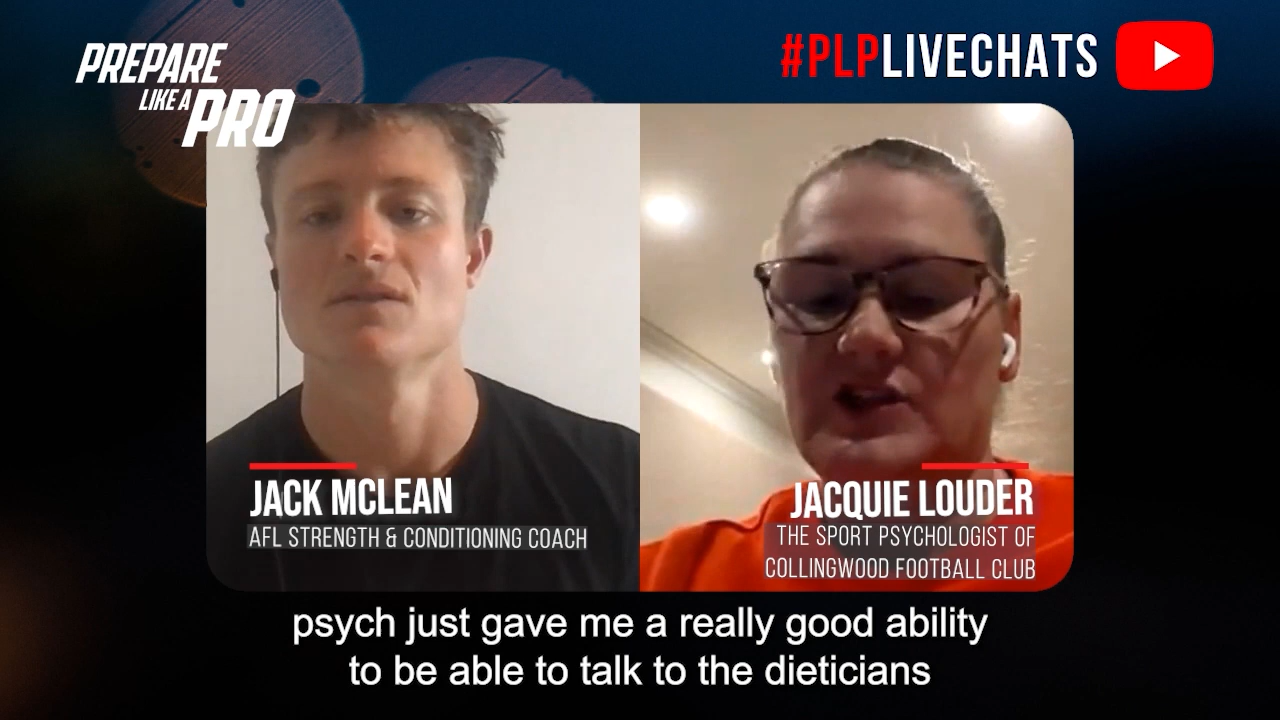 PREPARE
LIKE A
PRO
#PLPLIVECHATS
JACK MCLEAN
AFL STRENGTH & CONDITIONING COACH
JACQUIE LOUDER
THE SPORT PSYCHOLOGIST OF
COLLINGWOOD FOOTBALL CLUB
psych just gave me a really good ability
to be able to talk to the dieticians